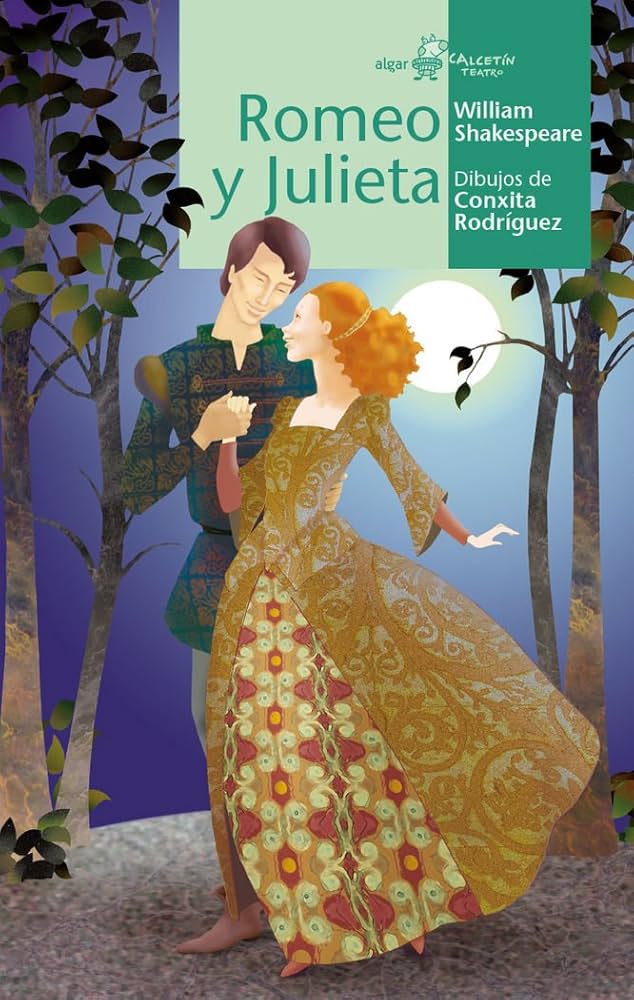 algar
CALCETÍN
TEATRO
Romeo
y Julieta
William
Shakespeare
Dibujos de
Conxita
Rodríguez